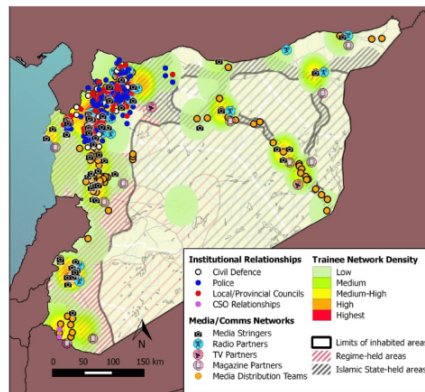 N
0 50 100 150 km
Institutional Relationships
Civil Defence
Police
Local/Provincial Councils
CSO Relationships
Media/Comms Networks
Media Stringers
Radio Partners
TV Partners
Magazine Partners
Media Distribution Teams
Trainee Network Density
Low
Medium
Medium-High
High
Highest
Limits of inhabited areas
Regime-held areas
Islamic State-held areas